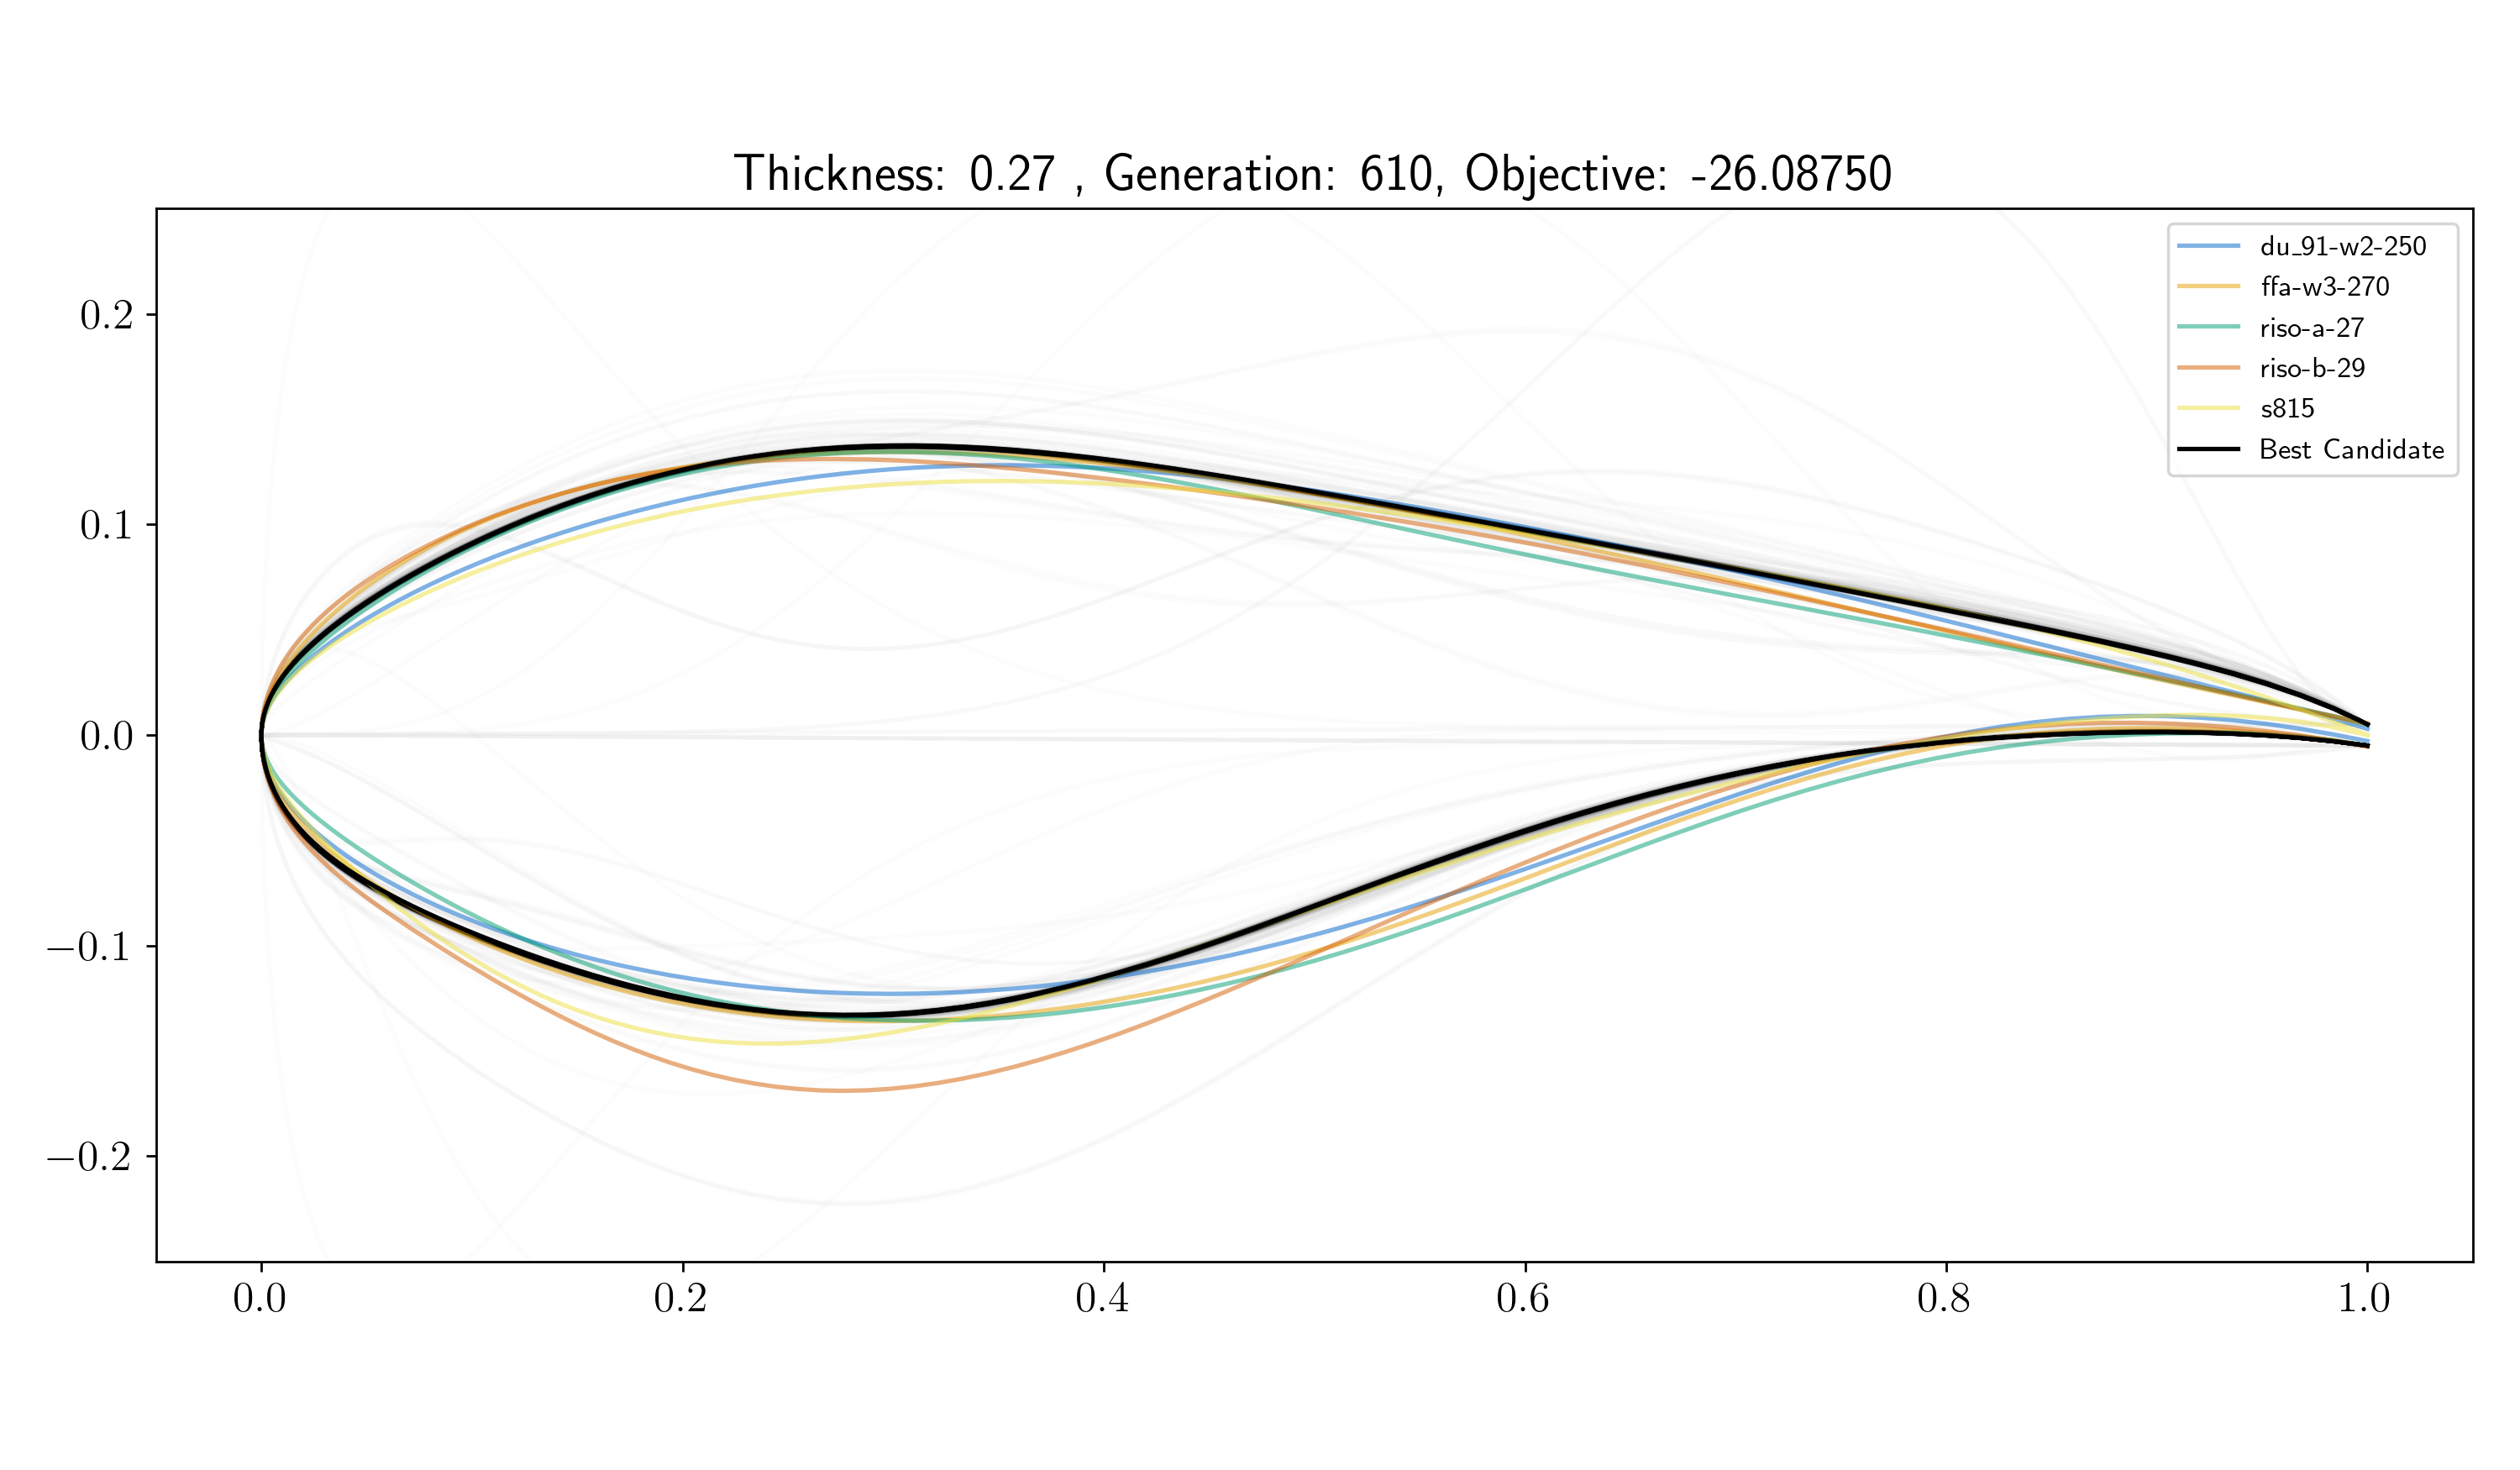 Thickness: 0.27 , Generation: 610, Objective: -26.08750
du_91-w2-250
ffa-w3-270
riso-a-27
riso-b-29
s815
Best Candidate
0.2
0.1
0.0
−0.1
−0.2
0.0 0.2 0.4 0.6 0.8 1.0